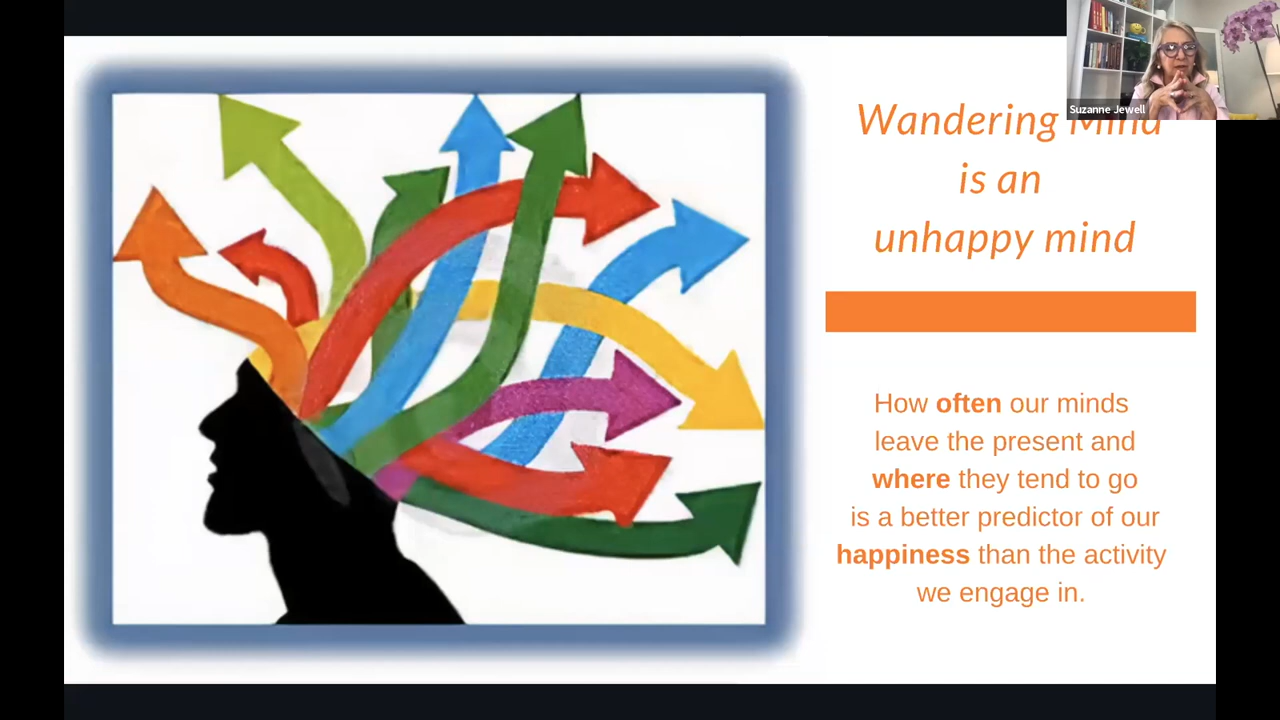 Suzanne Jewell
Wandering Mind
is an
unhappy mind
How often our minds
leave the present and
where they tend to go
is a better predictor of our
happiness than the activity
we engage in.